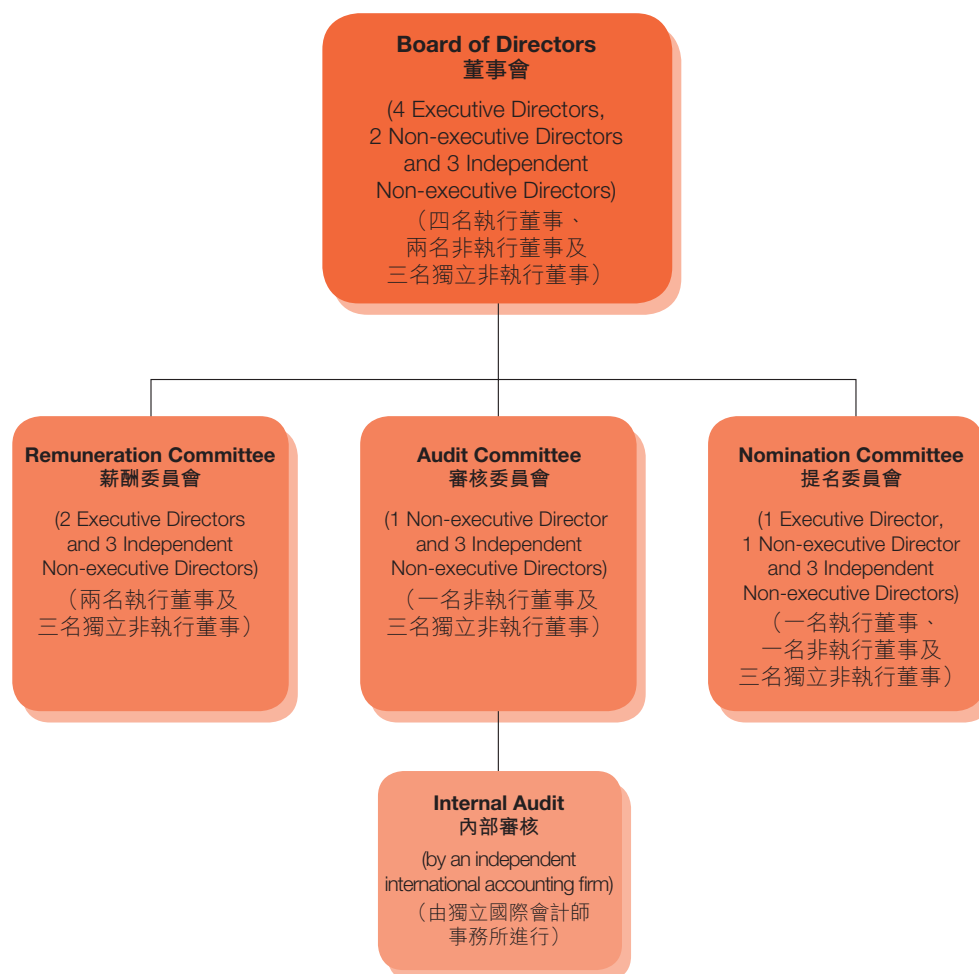 Board of Directors
董事會
(4 Executive Directors,
2 Non-executive Directors
and 3 Independent
Non-executive Directors)
（四名執行董事、
兩名非執行董事及
三名獨立非執行董事）
Remuneration Committee
薪酬委員會
(2 Executive Directors
and 3 Independent
Non-executive Directors)
（兩名執行董事及
三名獨立非執行董事）
Audit Committee
審核委員會
(1 Non-executive Director
and 3 Independent
Non-executive Directors)
（一名非執行董事及
三名獨立非執行董事）
Nomination Committee
提名委員會
(1 Executive Director,
1 Non-executive Director
and 3 Independent
Non-executive Directors)
（一名執行董事、
一名非執行董事及
三名獨立非執行董事）
Internal Audit
內部審核
(by an independent
international accounting firm)
（由獨立國際會計師
事務所進行）